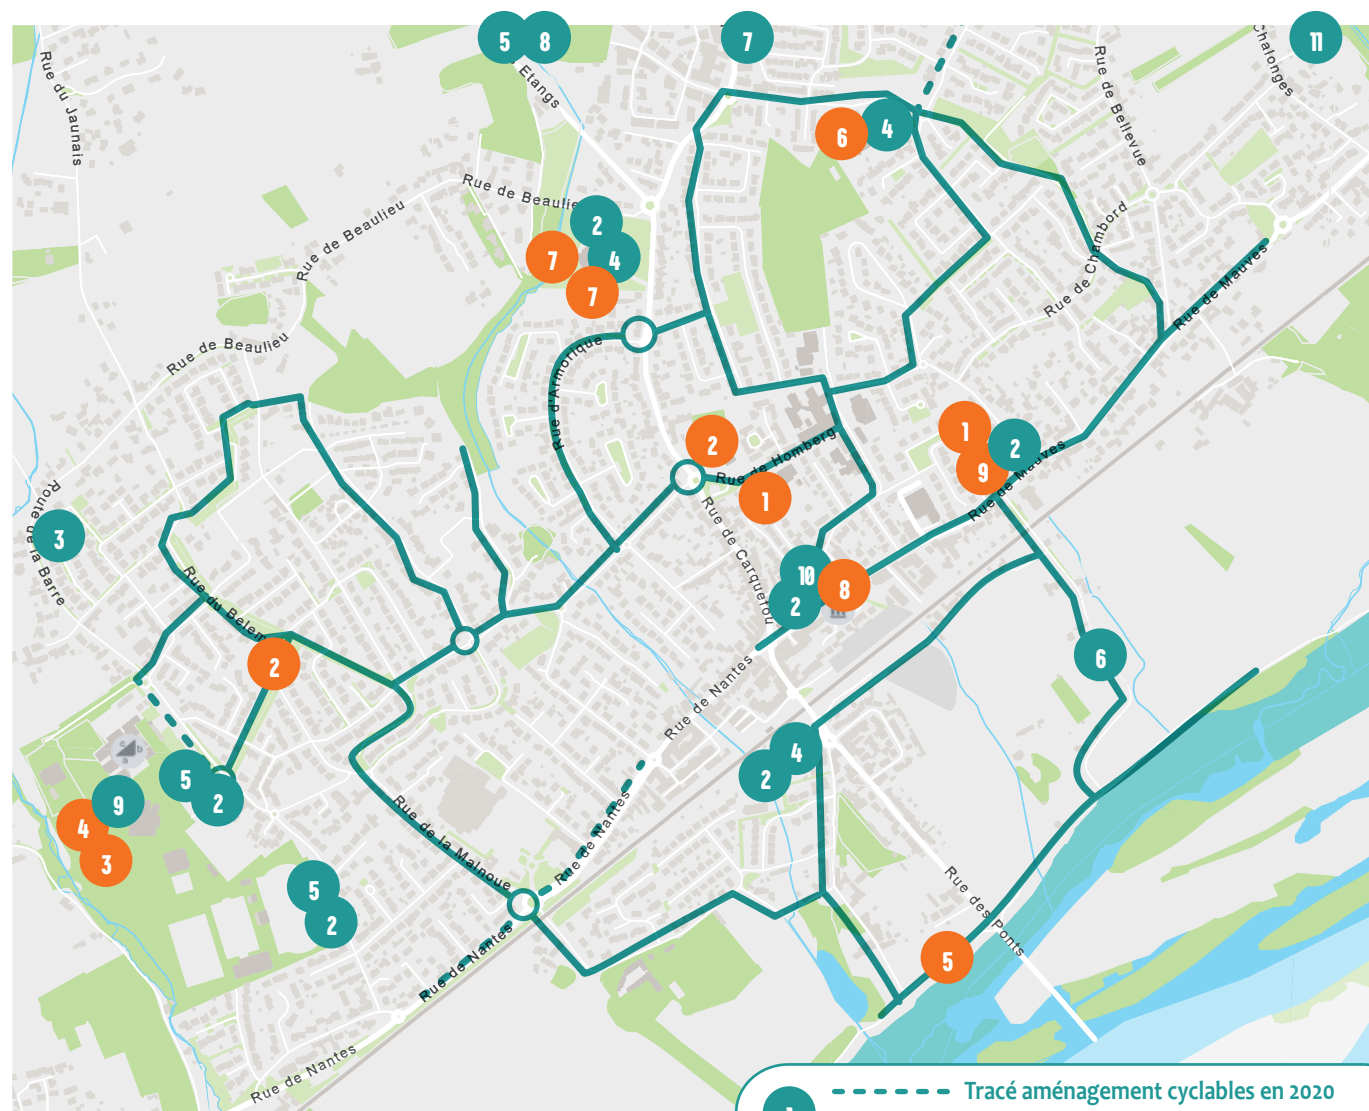 5
8
7
11
Rue du Jaunais
Etangs
Chalonges
Rue de Bellevue
6
4
Rue de Beaulieu
Rue de Beaulieu
2
7
4
7
Rue de Chambord
Rue de Mauves
Rue de Beaulieu
Rue d'Armorique
1
2
2
Rue de Homberg
9
Rue de Mauves
1
Route de la Barre
3
Rue de Carquefou
10
8
2
Rue du Belem
2
6
Rue de Nantes
4
2
5
2
9
4
3
Rue de la Malnoue
Rue de Nantes
5
2
Rue des Ponts
Rue de Nantes
5
Rue de Nantes
Tracé aménagement cyclables en 2020